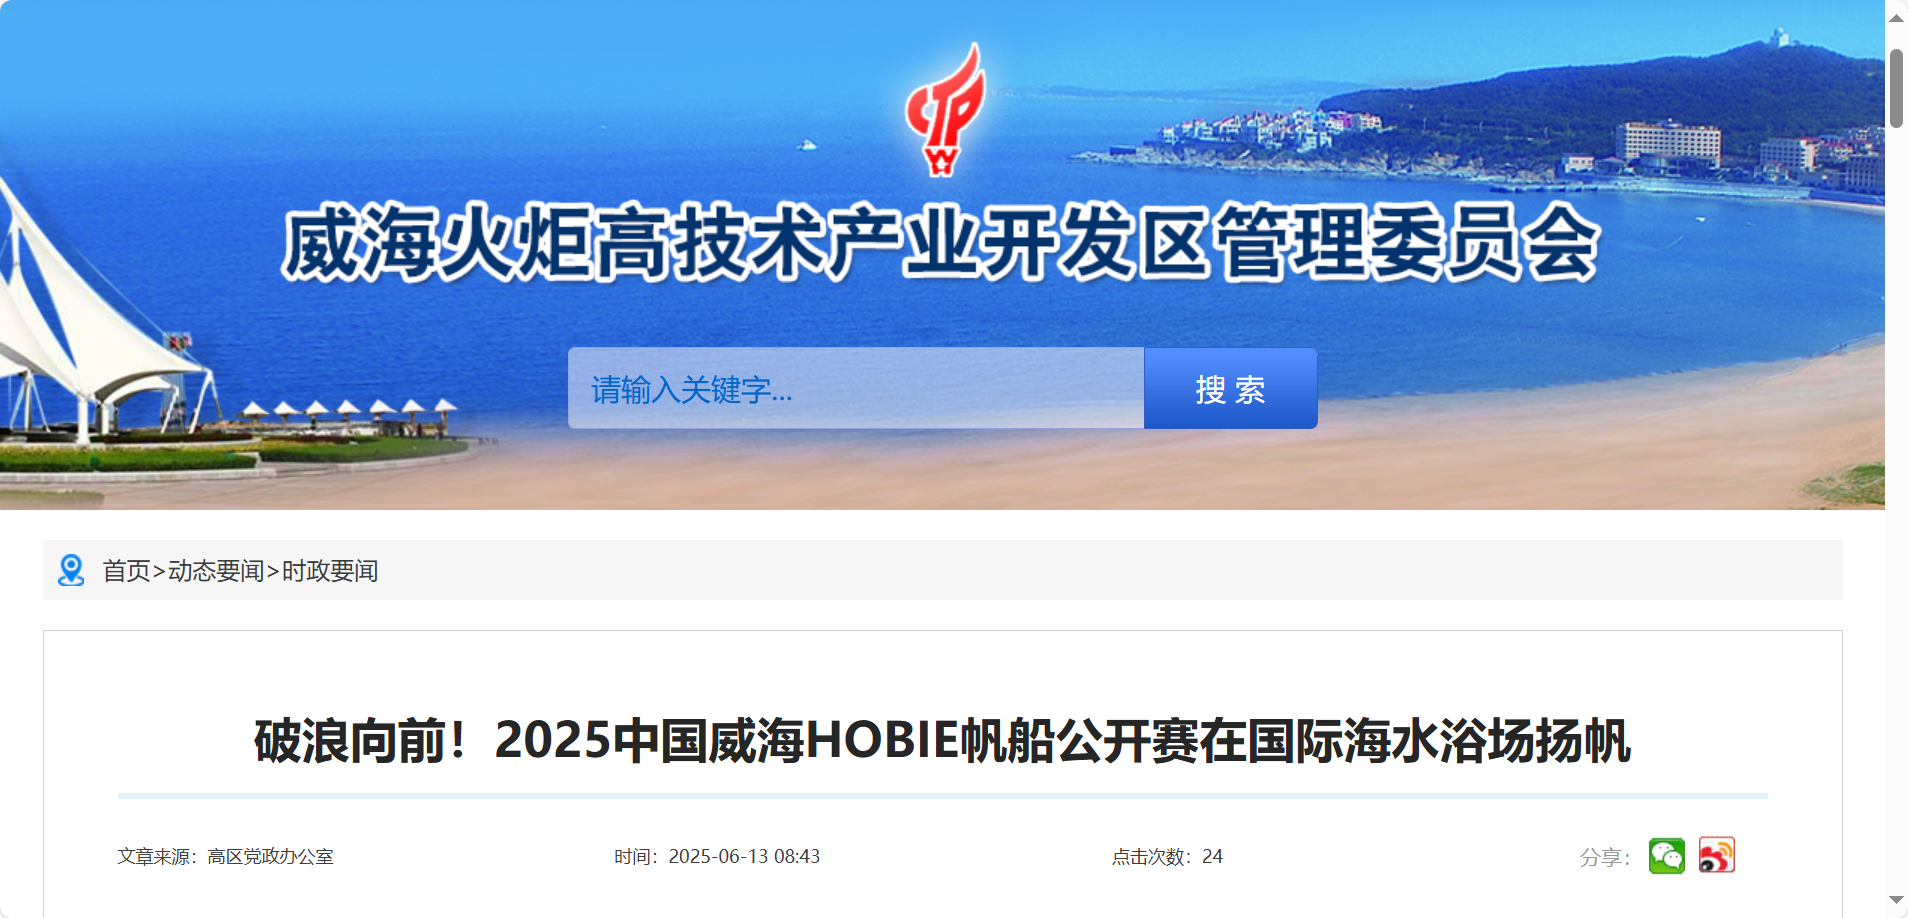 CTP
威海火炬高技术产业开发区管理委员会
请输入关键字...
搜 索
首页>动态要闻>时政要闻
破浪向前！2025中国威海HOBIE帆船公开赛在国际海水浴场扬帆
文章来源：高区党政办公室
时间：2025-06-13 08:43
点击次数：24
分享：